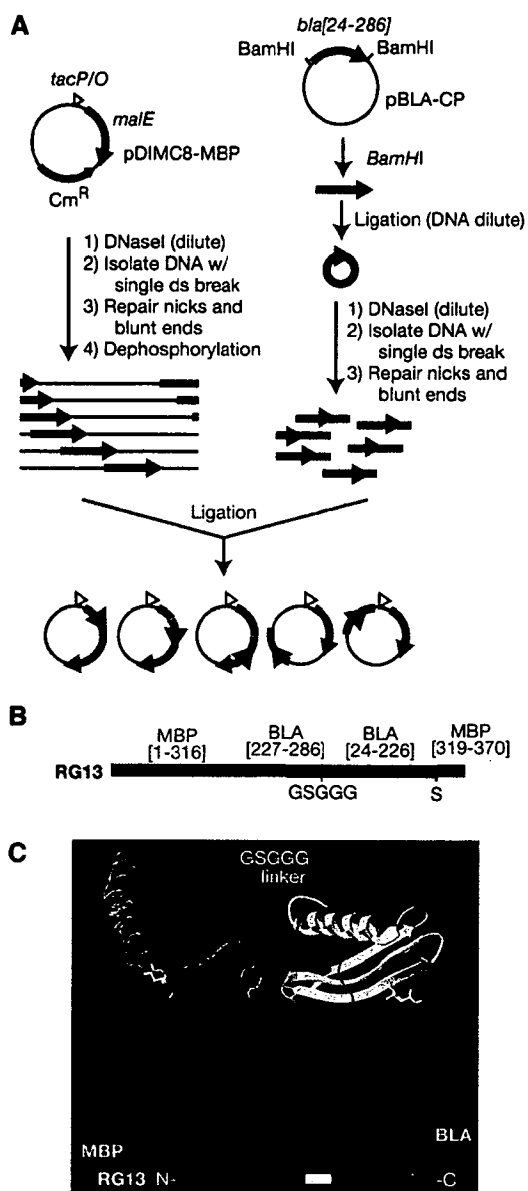 A
bla[24-286]
BamHI
BamHI
tacP/O
malE
pBLA-CP
pDIMC8-MBP
BamHI
CmR
Ligation (DNA dilute)
1) DNaseI (dilute)
2) Isolate DNA w/
single ds break
3) Repair nicks and
blunt ends
4) Dephosphorylation
1) DNaseI (dilute)
2) Isolate DNA w/
single ds break
3) Repair nicks and
blunt ends
Ligation
B
MBP
[1-316]
BLA
[227-286]
BLA
[24-226]
MBP
[319-370]
RG13
GSGGG
S
C
GSGGG
linker
MBP
BLA
RG13 N-
-C